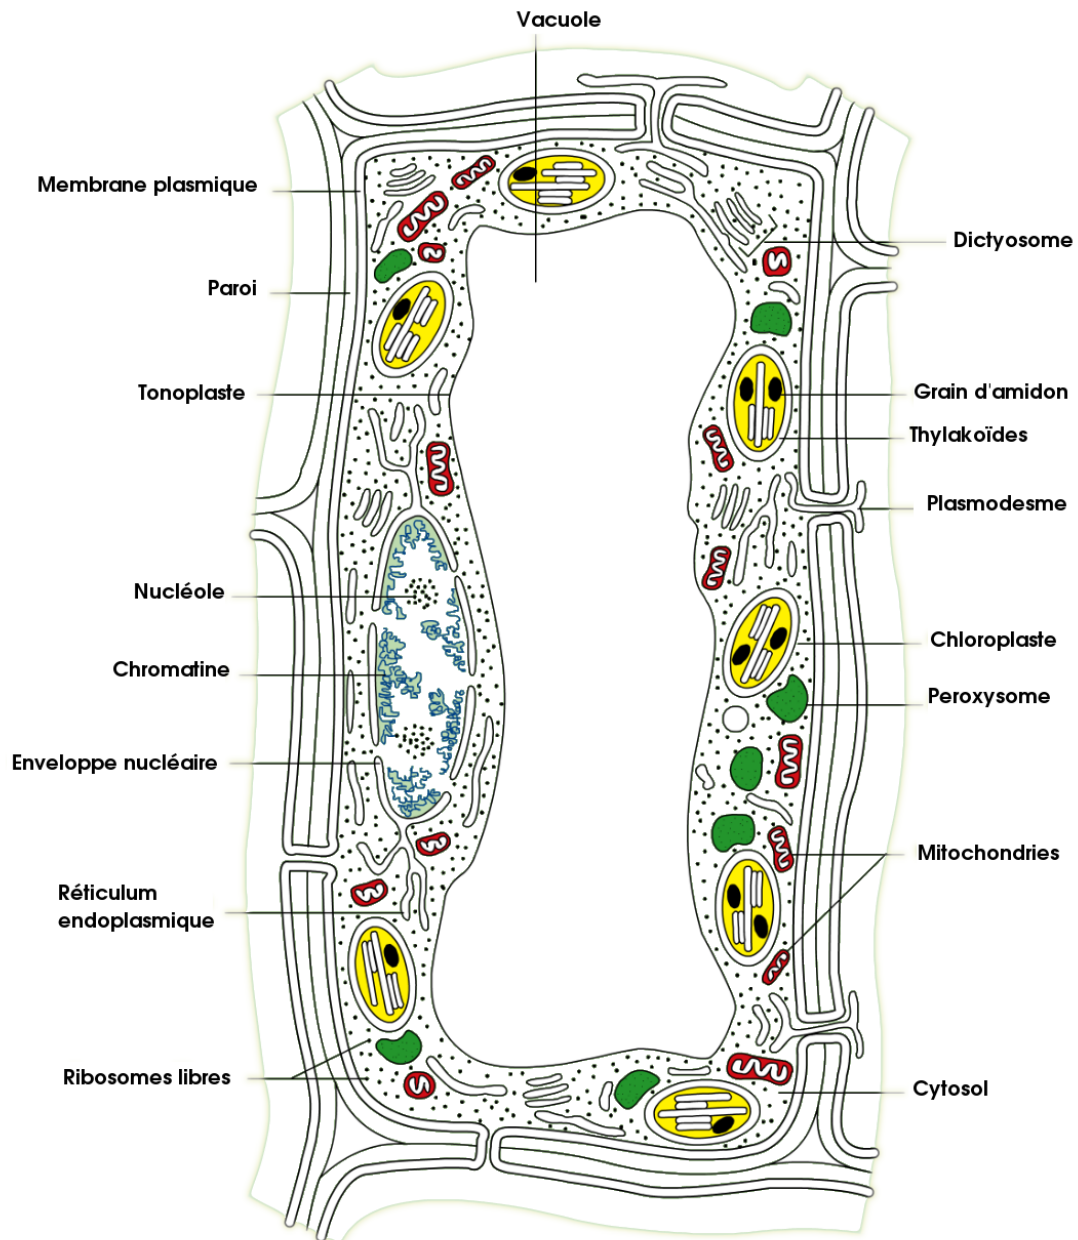 Vacuole
Membrane plasmique
Dictyosome
Paroi
Tonoplaste
Grain d'amidon
Thylakoïdes
Plasmodesme
Nucléole
Chromatine
Chloroplaste
Peroxysome
Enveloppe nucléaire
Mitochondries
Réticulum
endoplasmique
Ribosomes libres
Cytosol